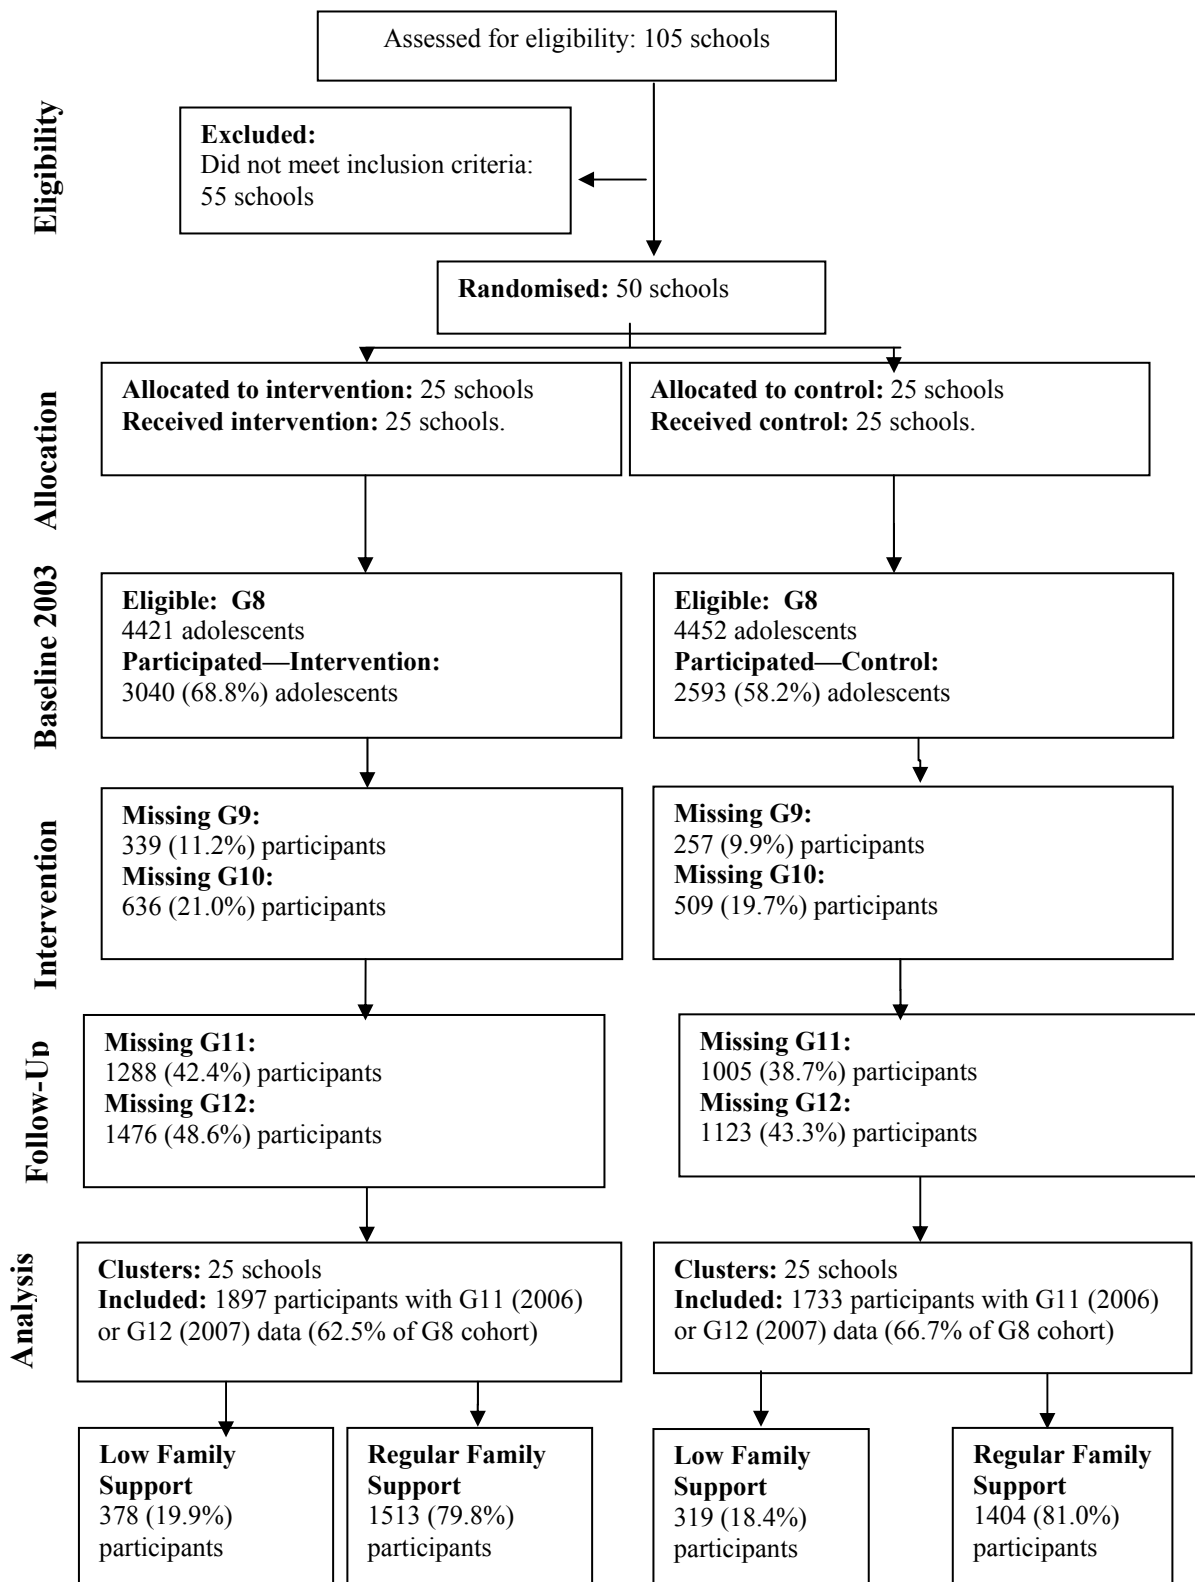 Assessed for eligibility: 105 schools
Eligibility
Excluded:
Did not meet inclusion criteria:
55 schools
Randomised: 50 schools
Allocation
Allocated to intervention: 25 schools
Received intervention: 25 schools.
Allocated to control: 25 schools
Received control: 25 schools.
Baseline 2003
Eligible:  G8
4421 adolescents
Participated—Intervention:
3040 (68.8%) adolescents
Eligible:  G8
4452 adolescents
Participated—Control:
2593 (58.2%) adolescents
Intervention
Missing G9:
339 (11.2%) participants
Missing G10:
636 (21.0%) participants
Missing G9:
257 (9.9%) participants
Missing G10:
509 (19.7%) participants
Follow-Up
Missing G11:
1288 (42.4%) participants
Missing G12:
1476 (48.6%) participants
Missing G11:
1005 (38.7%) participants
Missing G12:
1123 (43.3%) participants
Analysis
Clusters: 25 schools
Included: 1897 participants with G11 (2006)
or G12 (2007) data (62.5% of G8 cohort)
Clusters: 25 schools
Included: 1733 participants with G11 (2006)
or G12 (2007) data (66.7% of G8 cohort)
Low Family
Support
378 (19.9%)
participants
Regular Family
Support
1513 (79.8%)
participants
Low Family
Support
319 (18.4%)
participants
Regular Family
Support
1404 (81.0%)
participants